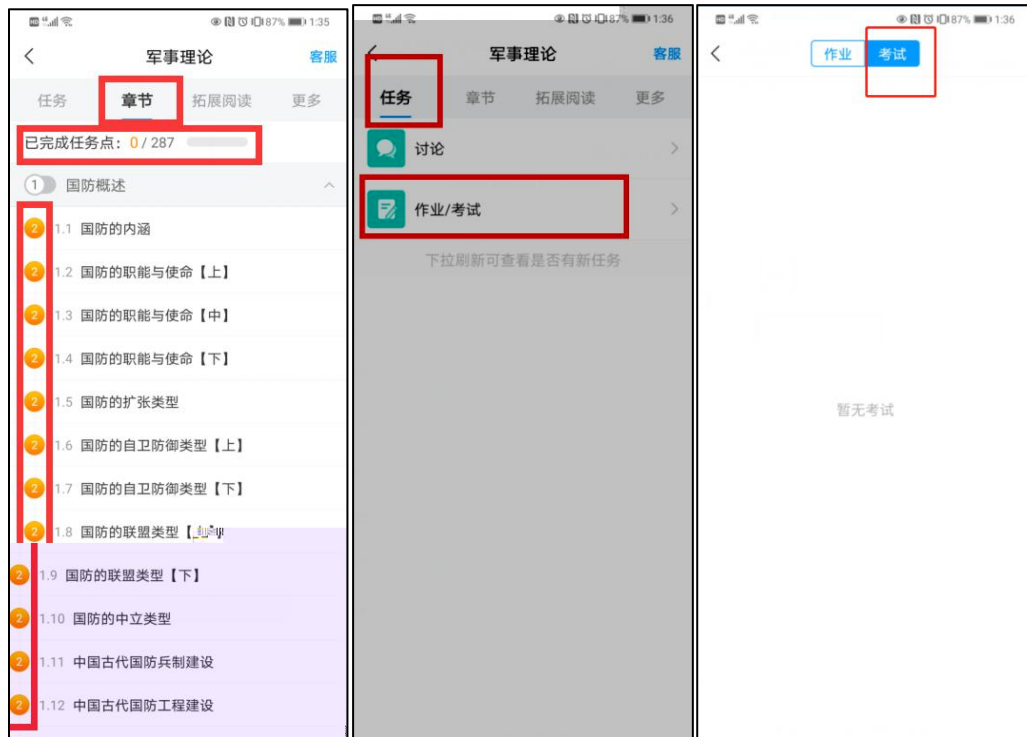 87% 1:35
军事理论
客服
任务 章节 拓展阅读 更多
已完成任务点：0 / 287
1 国防概述
2 1.1 国防的内涵
2 1.2 国防的职能与使命【上】
2 1.3 国防的职能与使命【中】
2 1.4 国防的职能与使命【下】
2 1.5 国防的扩张类型
2 1.6 国防的自卫防御类型【上】
2 1.7 国防的自卫防御类型【下】
2 1.8 国防的联盟类型【
2 1.9 国防的联盟类型【下】
2 1.10 国防的中立类型
2 1.11 中国古代国防兵制建设
2 1.12 中国古代国防工程建设
87% 1:36
军事理论
客服
任务 章节 拓展阅读 更多
讨论
作业/考试
下拉刷新可查看是否有新任务
87% 1:36
作业 考试
暂无考试